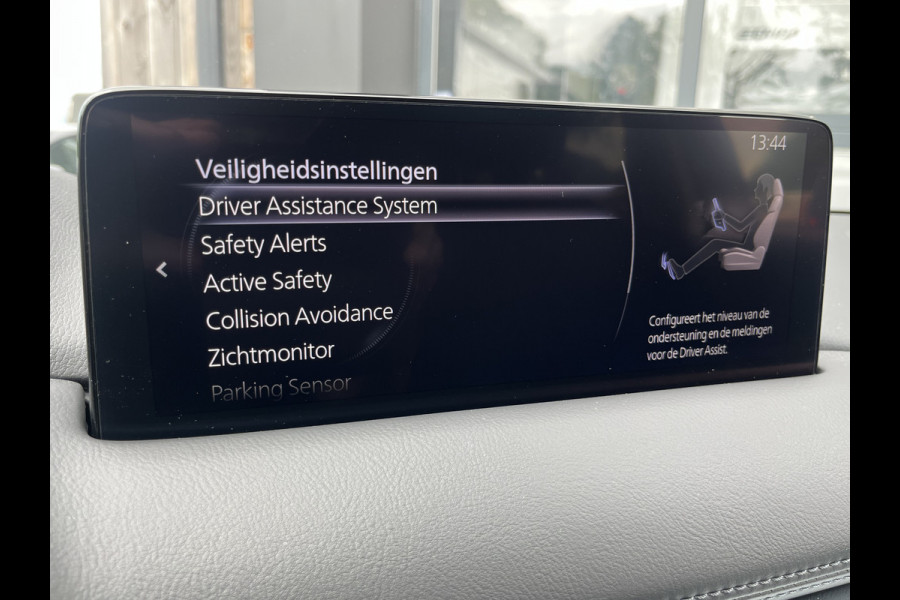 13:44
Veiligheidsinstellingen
Driver Assistance System
Safety Alerts
Active Safety
Collision Avoidance
Zichtmonitor
Parking Sensor
Configureert het niveau van de
ondersteuning en de meldingen
voor de Driver Assist.